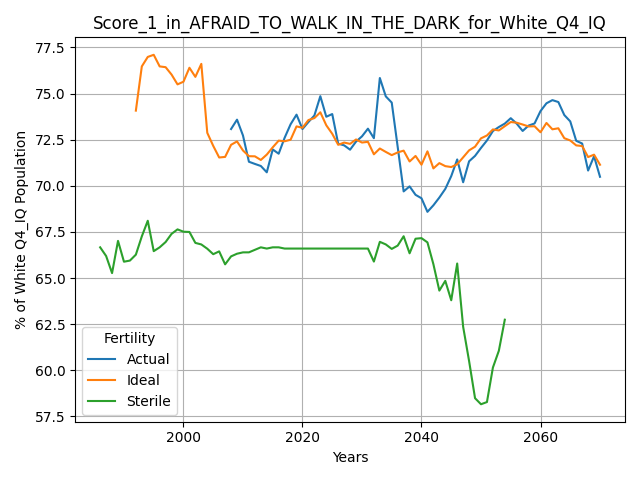 Score_1_in_AFRAID_TO_WALK_IN_THE_DARK_for_White_Q4_IQ
% of White Q4_IQ Population
77.5
75.0
72.5
70.0
67.5
65.0
62.5
60.0
57.5
Fertility
Actual
Ideal
Sterile
2000 2020 2040 2060
Years